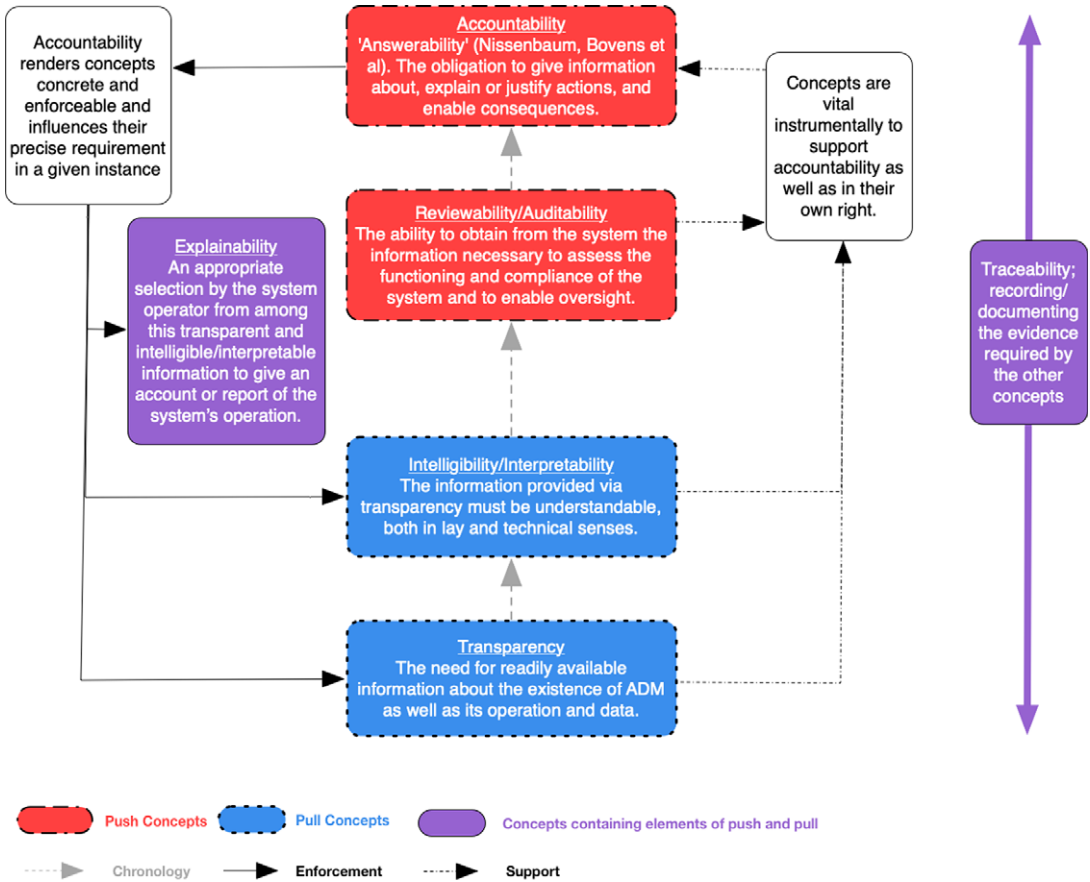 Accountability
renders concepts
concrete and
enforceable and
influences their
precise requirement
in a given instance
Accountability
'Answerability' (Nissenbaum, Bovens et
al). The obligation to give information
about, explain or justify actions, and
enable consequences.
Concepts are
vital
instrumentally to
support
accountability as
well as in their
own right.
Reviewability/Auditability
The ability to obtain from the system the
information necessary to assess the
functioning and compliance of the
system and to enable oversight.
Explainability
An appropriate
selection by the system
operator from among
this transparent and
intelligible/interpretable
information to give an
account or report of the
system's operation.
Traceability;
recording/
documenting
the evidence
required by
the other
concepts
Intelligibility/Interpretability
The information provided via
transparency must be understandable,
both in lay and technical senses.
Transparency
The need for readily available
information about the existence of ADM
as well as its operation and data.
Push Concepts
Pull Concepts
Concepts containing elements of push and pull
Chronology
Enforcement
Support